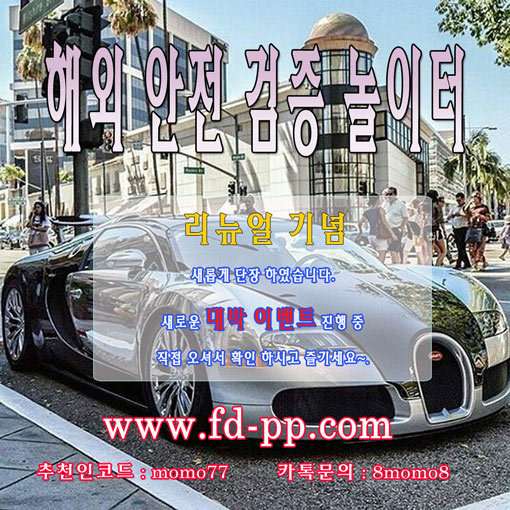 해외 안전 검증 놀이터
리뉴얼 기념
새롭게 단장 하였습니다.
새로운 대박 이벤트 진행 중
직접 오셔서 확인 하시고 즐기세요~.
www.fd-pp.com
추천인코드 : momo77 카톡문의 : 8momo8